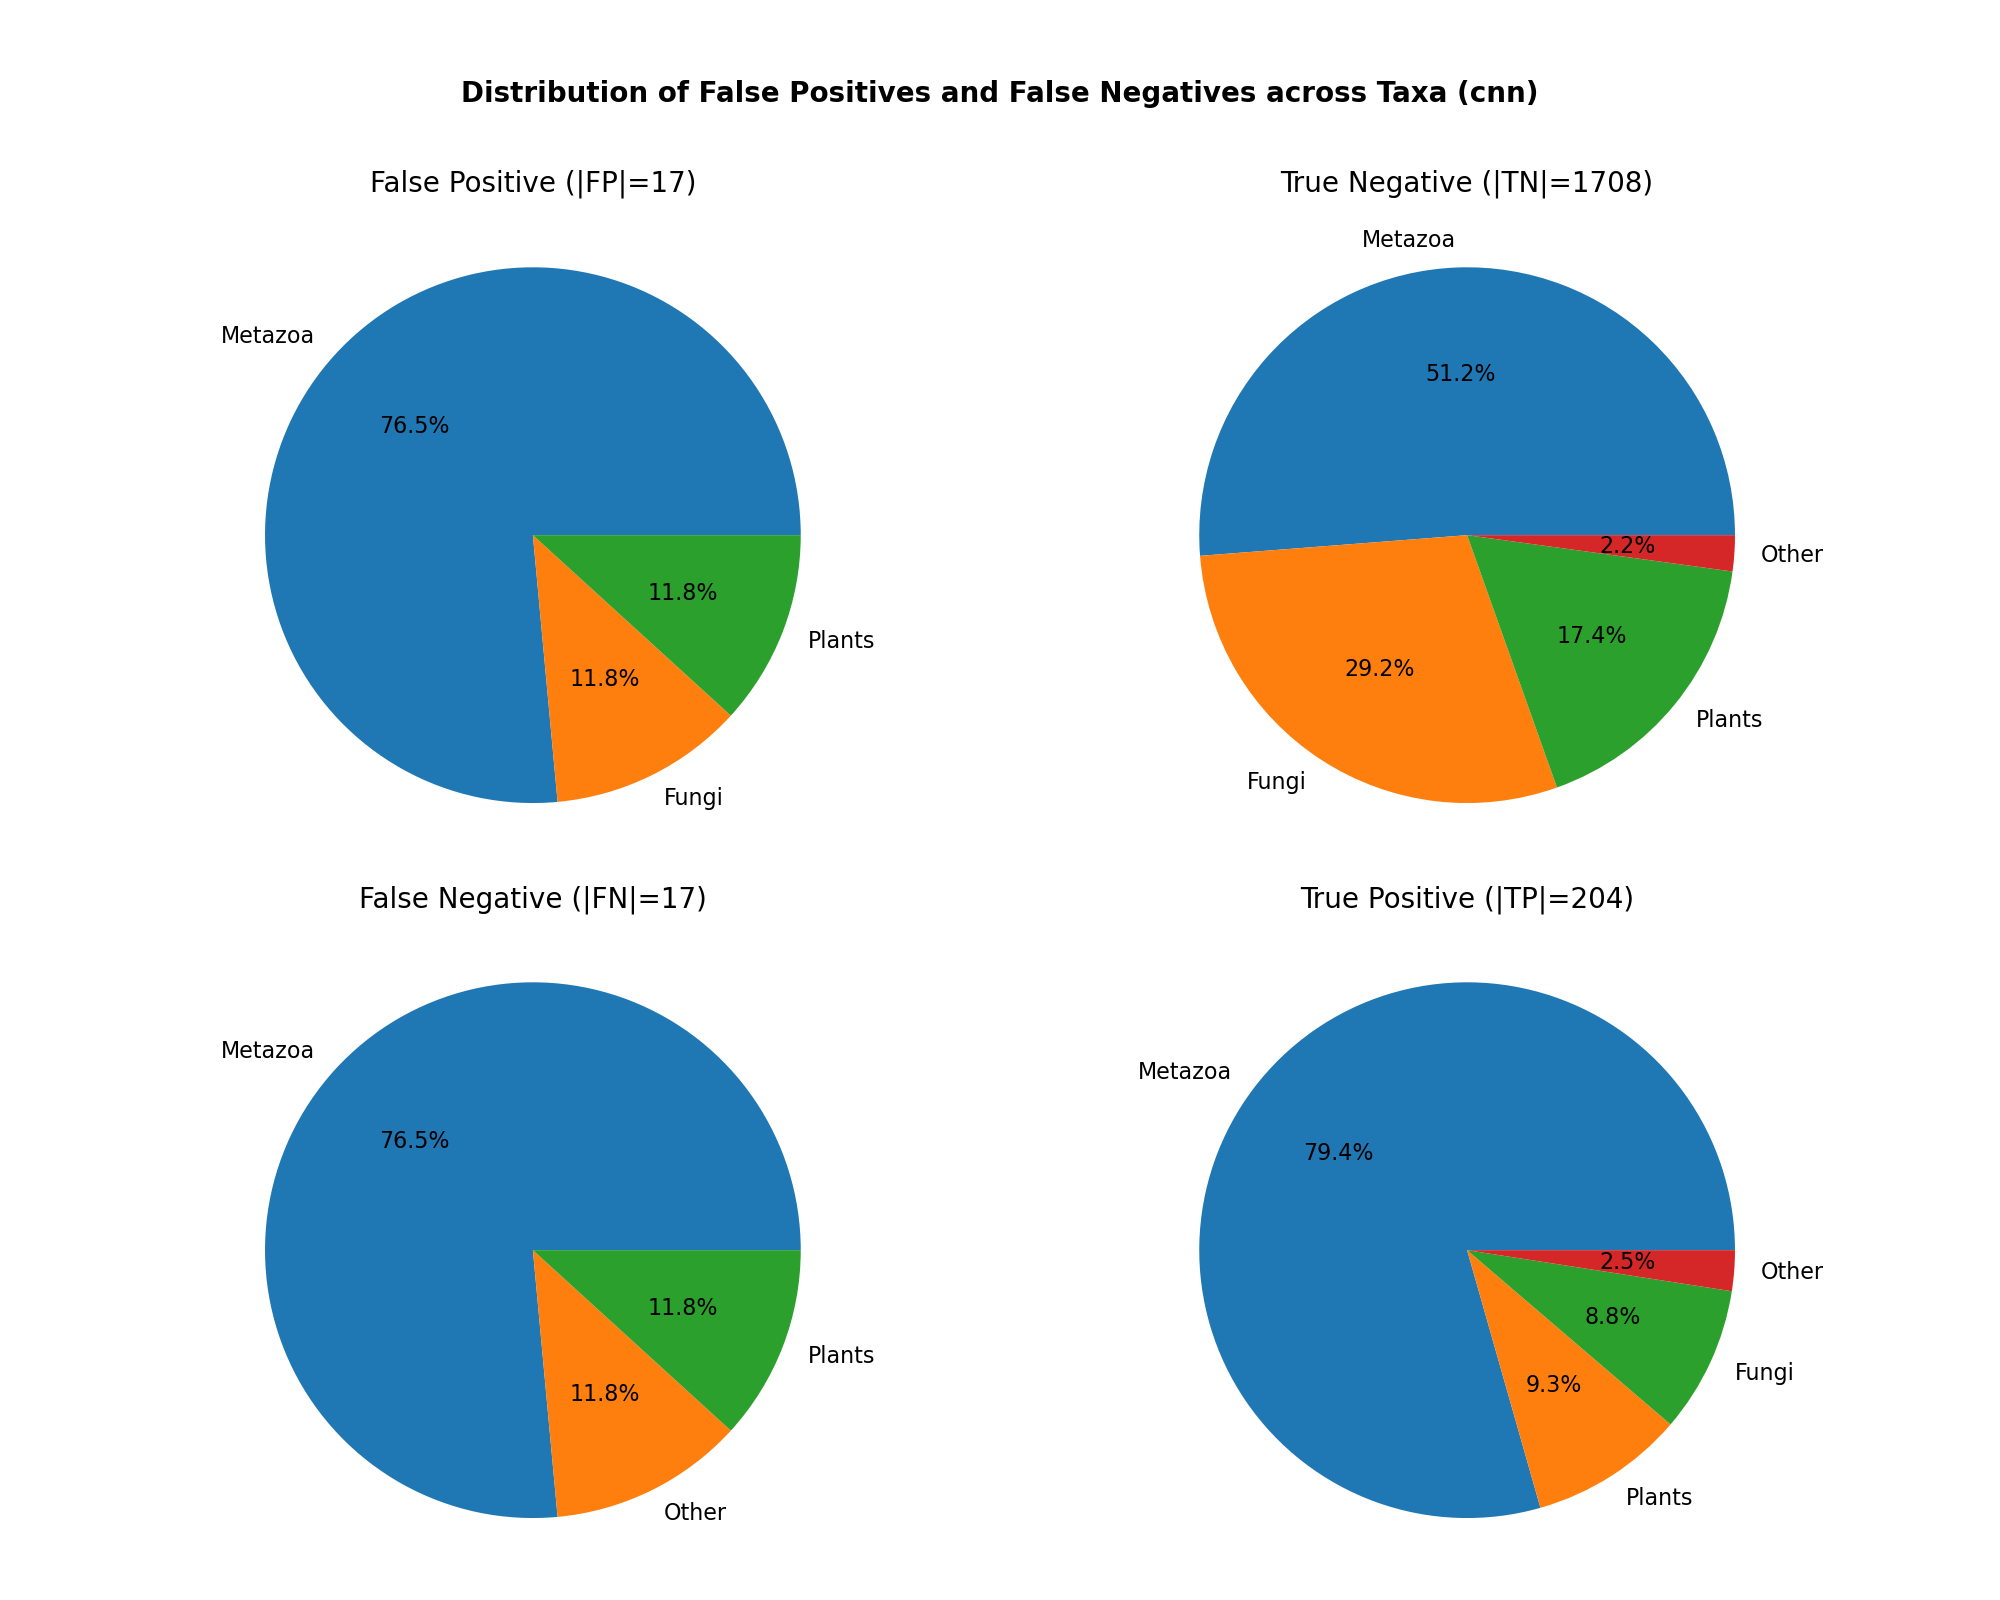 Distribution of False Positives and False Negatives across Taxa (cnn)
False Positive (|FP|=17)
Metazoa
76.5%
11.8%
Plants
11.8%
Fungi
True Negative (|TN|=1708)
Metazoa
51.2%
2.2%
Other
17.4%
29.2%
Plants
Fungi
False Negative (|FN|=17)
Metazoa
76.5%
11.8%
Plants
11.8%
Other
True Positive (|TP|=204)
Metazoa
79.4%
2.5%
Other
8.8%
Fungi
9.3%
Plants